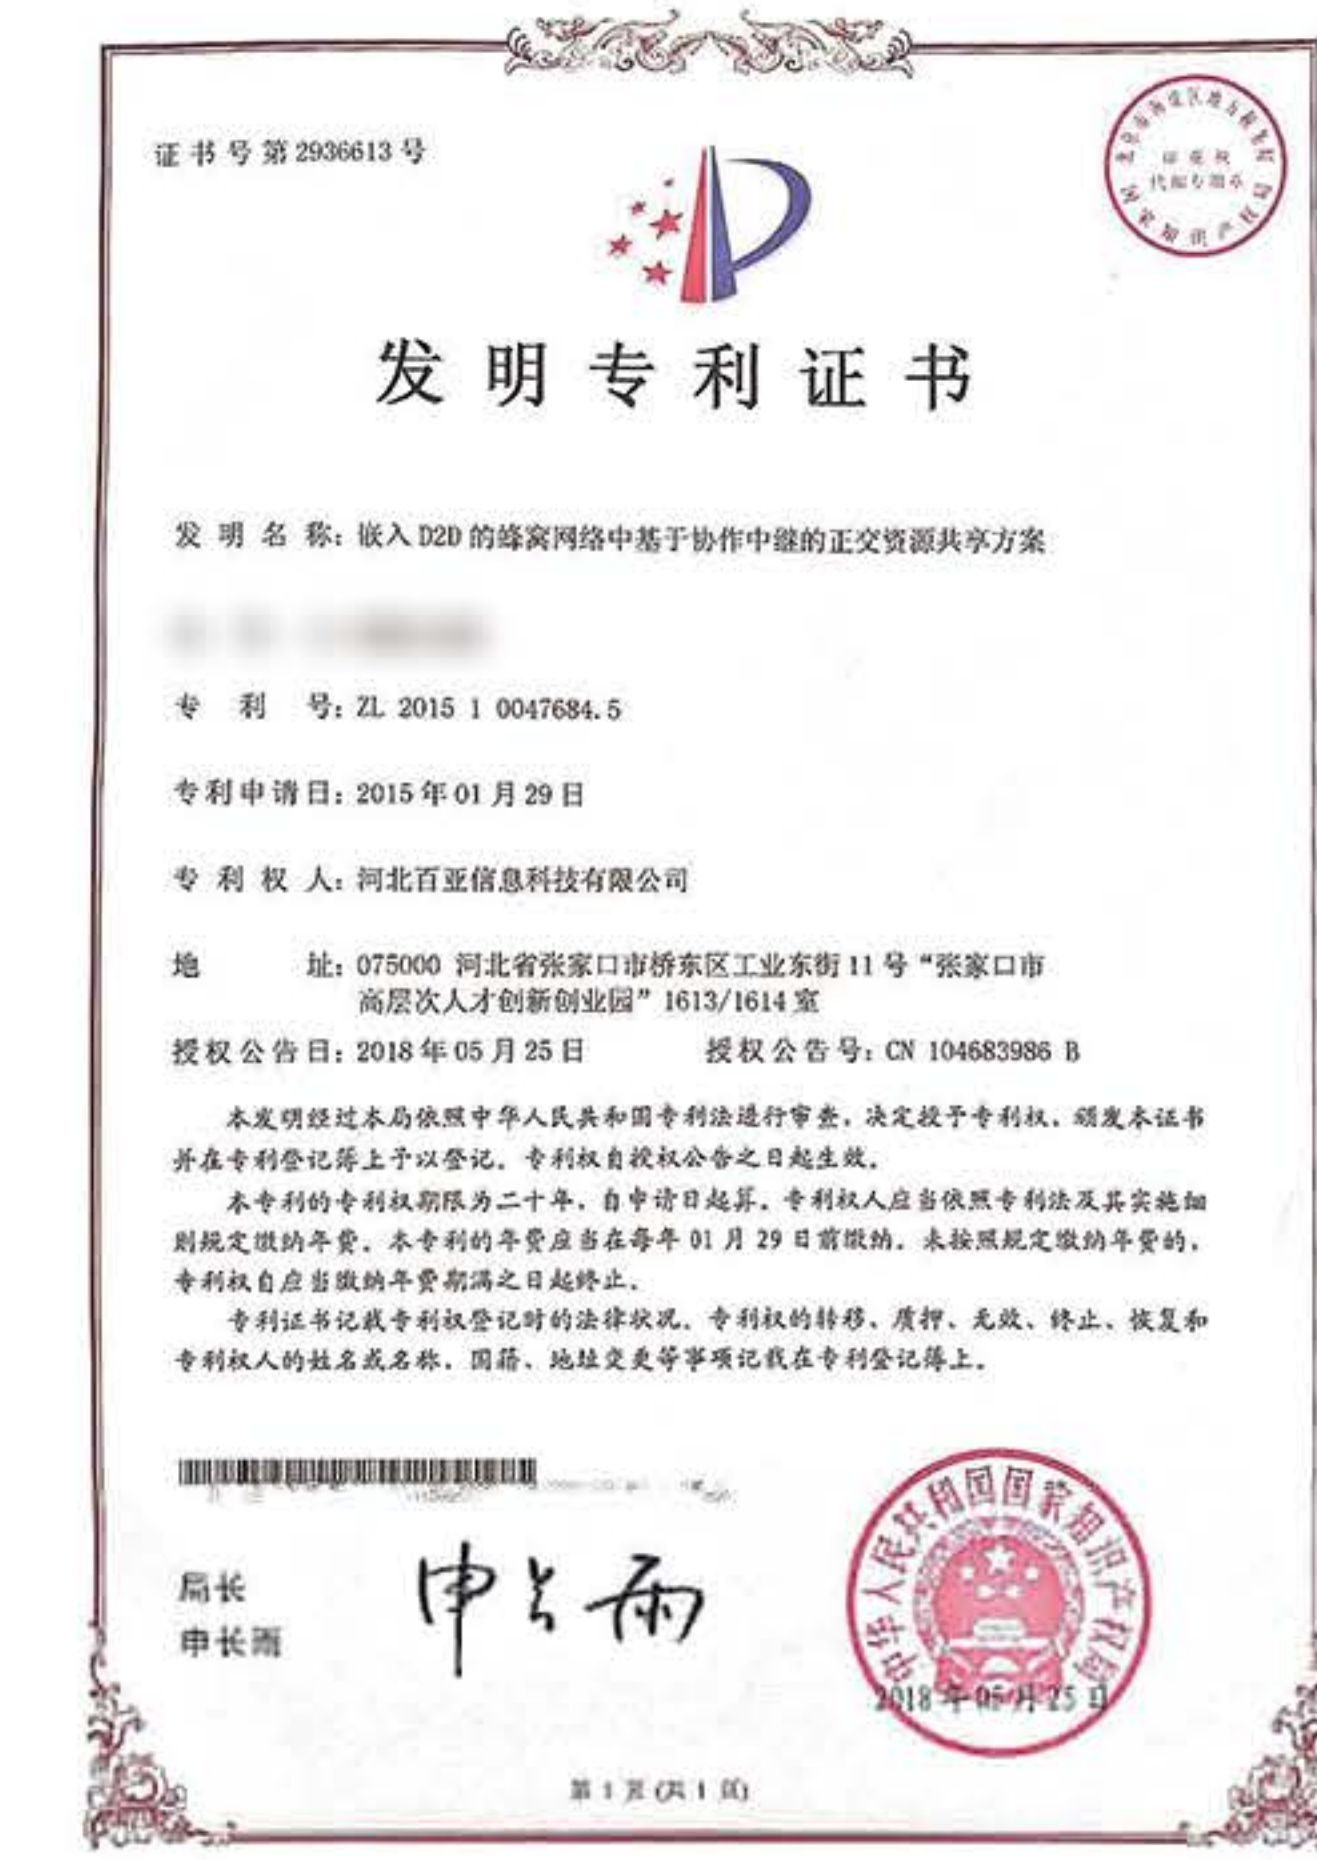 证书号第2936613号
发明专利证书
发明名称：嵌入D2D的蜂窝网络中基于协作中继的正交资源共享方案
专利号：ZL 2015 1 0047684.5
专利申请日：2015年01月29日
专利权人：河北百亚信息科技有限公司
地址：075000 河北省张家口市桥东区工业东街11号“张家口市
高层次人才创新创业园”1613/1614室
授权公告日：2018年05月25日 授权公告号：CN 104683986 B
本发明经过本局依照中华人民共和国专利法进行审查，决定授予专利权，颁发本证书
并在专利登记簿上予以登记。专利权自授权公告之日起生效。
本专利的专利权期限为二十年，自申请日起算。专利权人应当依照专利法及其实施细
则规定缴纳年费。本专利的年费应当在每年01月29日前缴纳。未按照规定缴纳年费的，
专利权自应当缴纳年费期满之日起终止。
专利证书记载专利权登记时的法律状况。专利权的转移、质押、无效、终止、恢复和
专利权人的姓名或名称、国籍、地址变更等事项记载在专利登记簿上。
局长
申长雨
申长雨
中华人民共和国国家知识产权局
2018年05月25日
第1页(共1页)